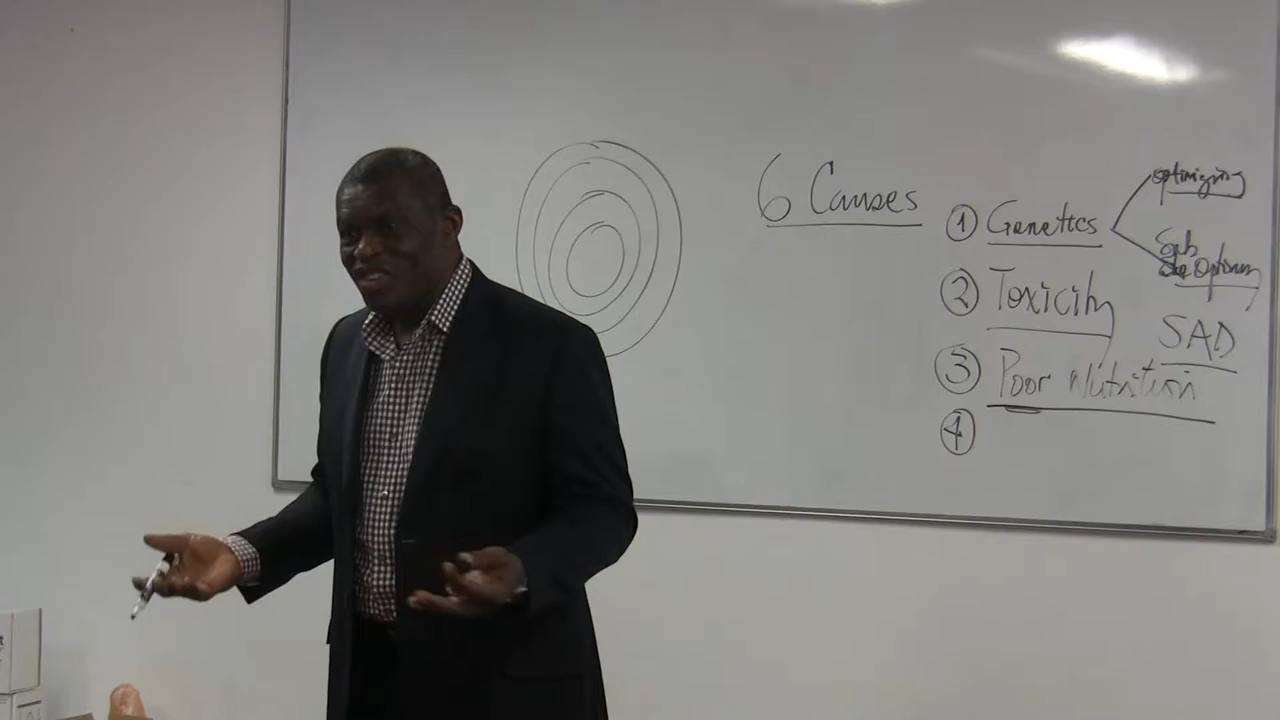 6 Causes
① Genetics
optimizing
Sub
Optimum
② Toxicity
SAD
③ Poor Nutrition
④